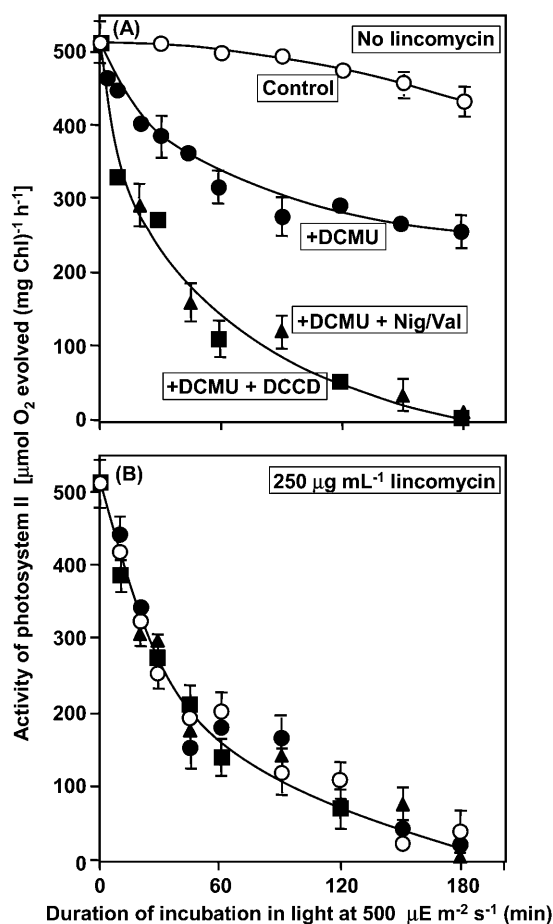 Activity of photosystem II [µmol O2 evolved (mg Chl)-1 h-1]
(A)
No lincomycin
500
400
300
200
100
0
Control
+DCMU
+DCMU + Nig/Val
+DCMU + DCCD
(B)
250 µg mL-1 lincomycin
500
400
300
200
100
0
0 60 120 180
Duration of incubation in light at 500 µE m-2 s-1 (min)